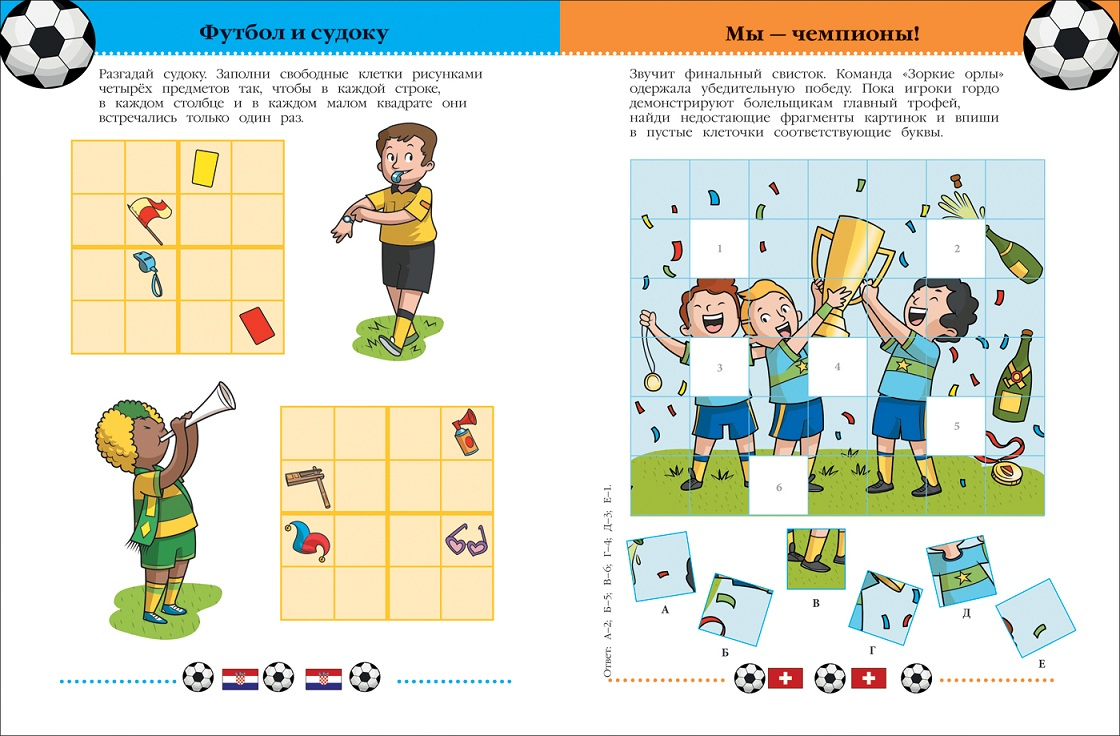 Футбол и судоку
Разгадай судоку. Заполни свободные клетки рисунками
четырёх предметов так, чтобы в каждой строке,
в каждом столбце и в каждом малом квадрате они
встречались только один раз.
Мы — чемпионы!
Звучит финальный свисток. Команда «Зоркие орлы»
одержала убедительную победу. Пока игроки гордо
демонстрируют болельщикам главный трофей,
найди недостающие фрагменты картинок и впиши
в пустые клеточки соответствующие буквы.
1
2
3
4
5
6
А
Б
В
Г
Д
Е
Ответ: А–2; Б–5; В–6; Г–4; Д–3; Е–1.